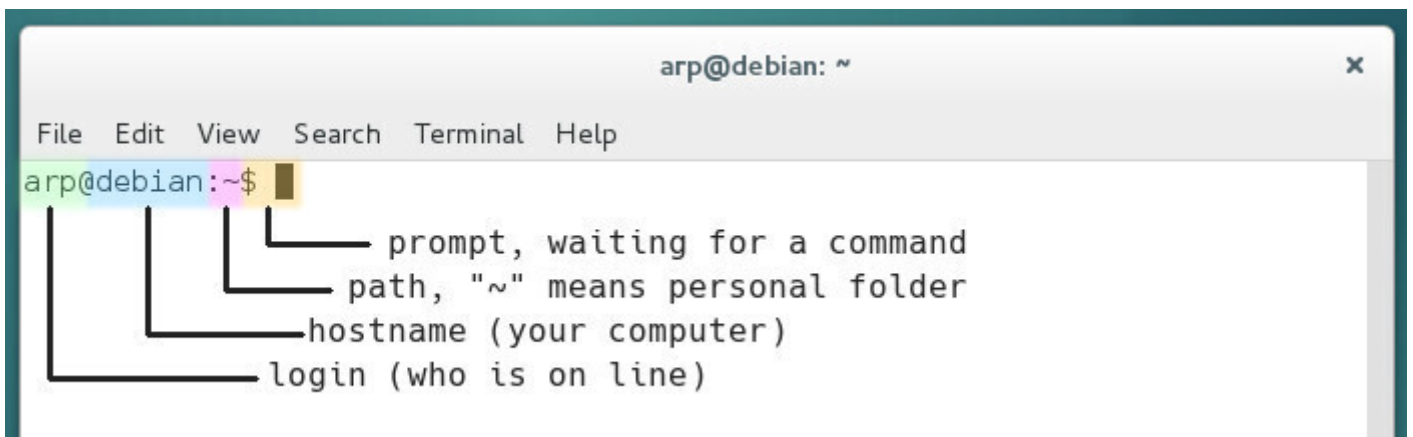 arp@debian: ~
File Edit View Search Terminal Help
arp@debian:~$
prompt, waiting for a command
path, "~" means personal folder
hostname (your computer)
login (who is on line)